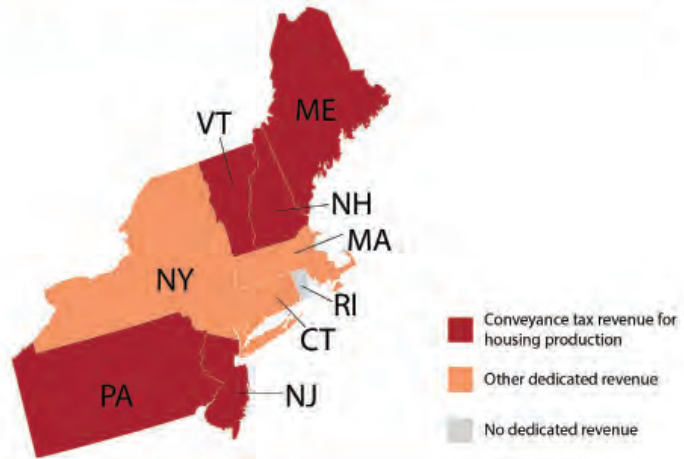 ME
VT
NH
MA
NY
RI
CT
PA
NJ
Conveyance tax revenue for
housing production
Other dedicated revenue
No dedicated revenue